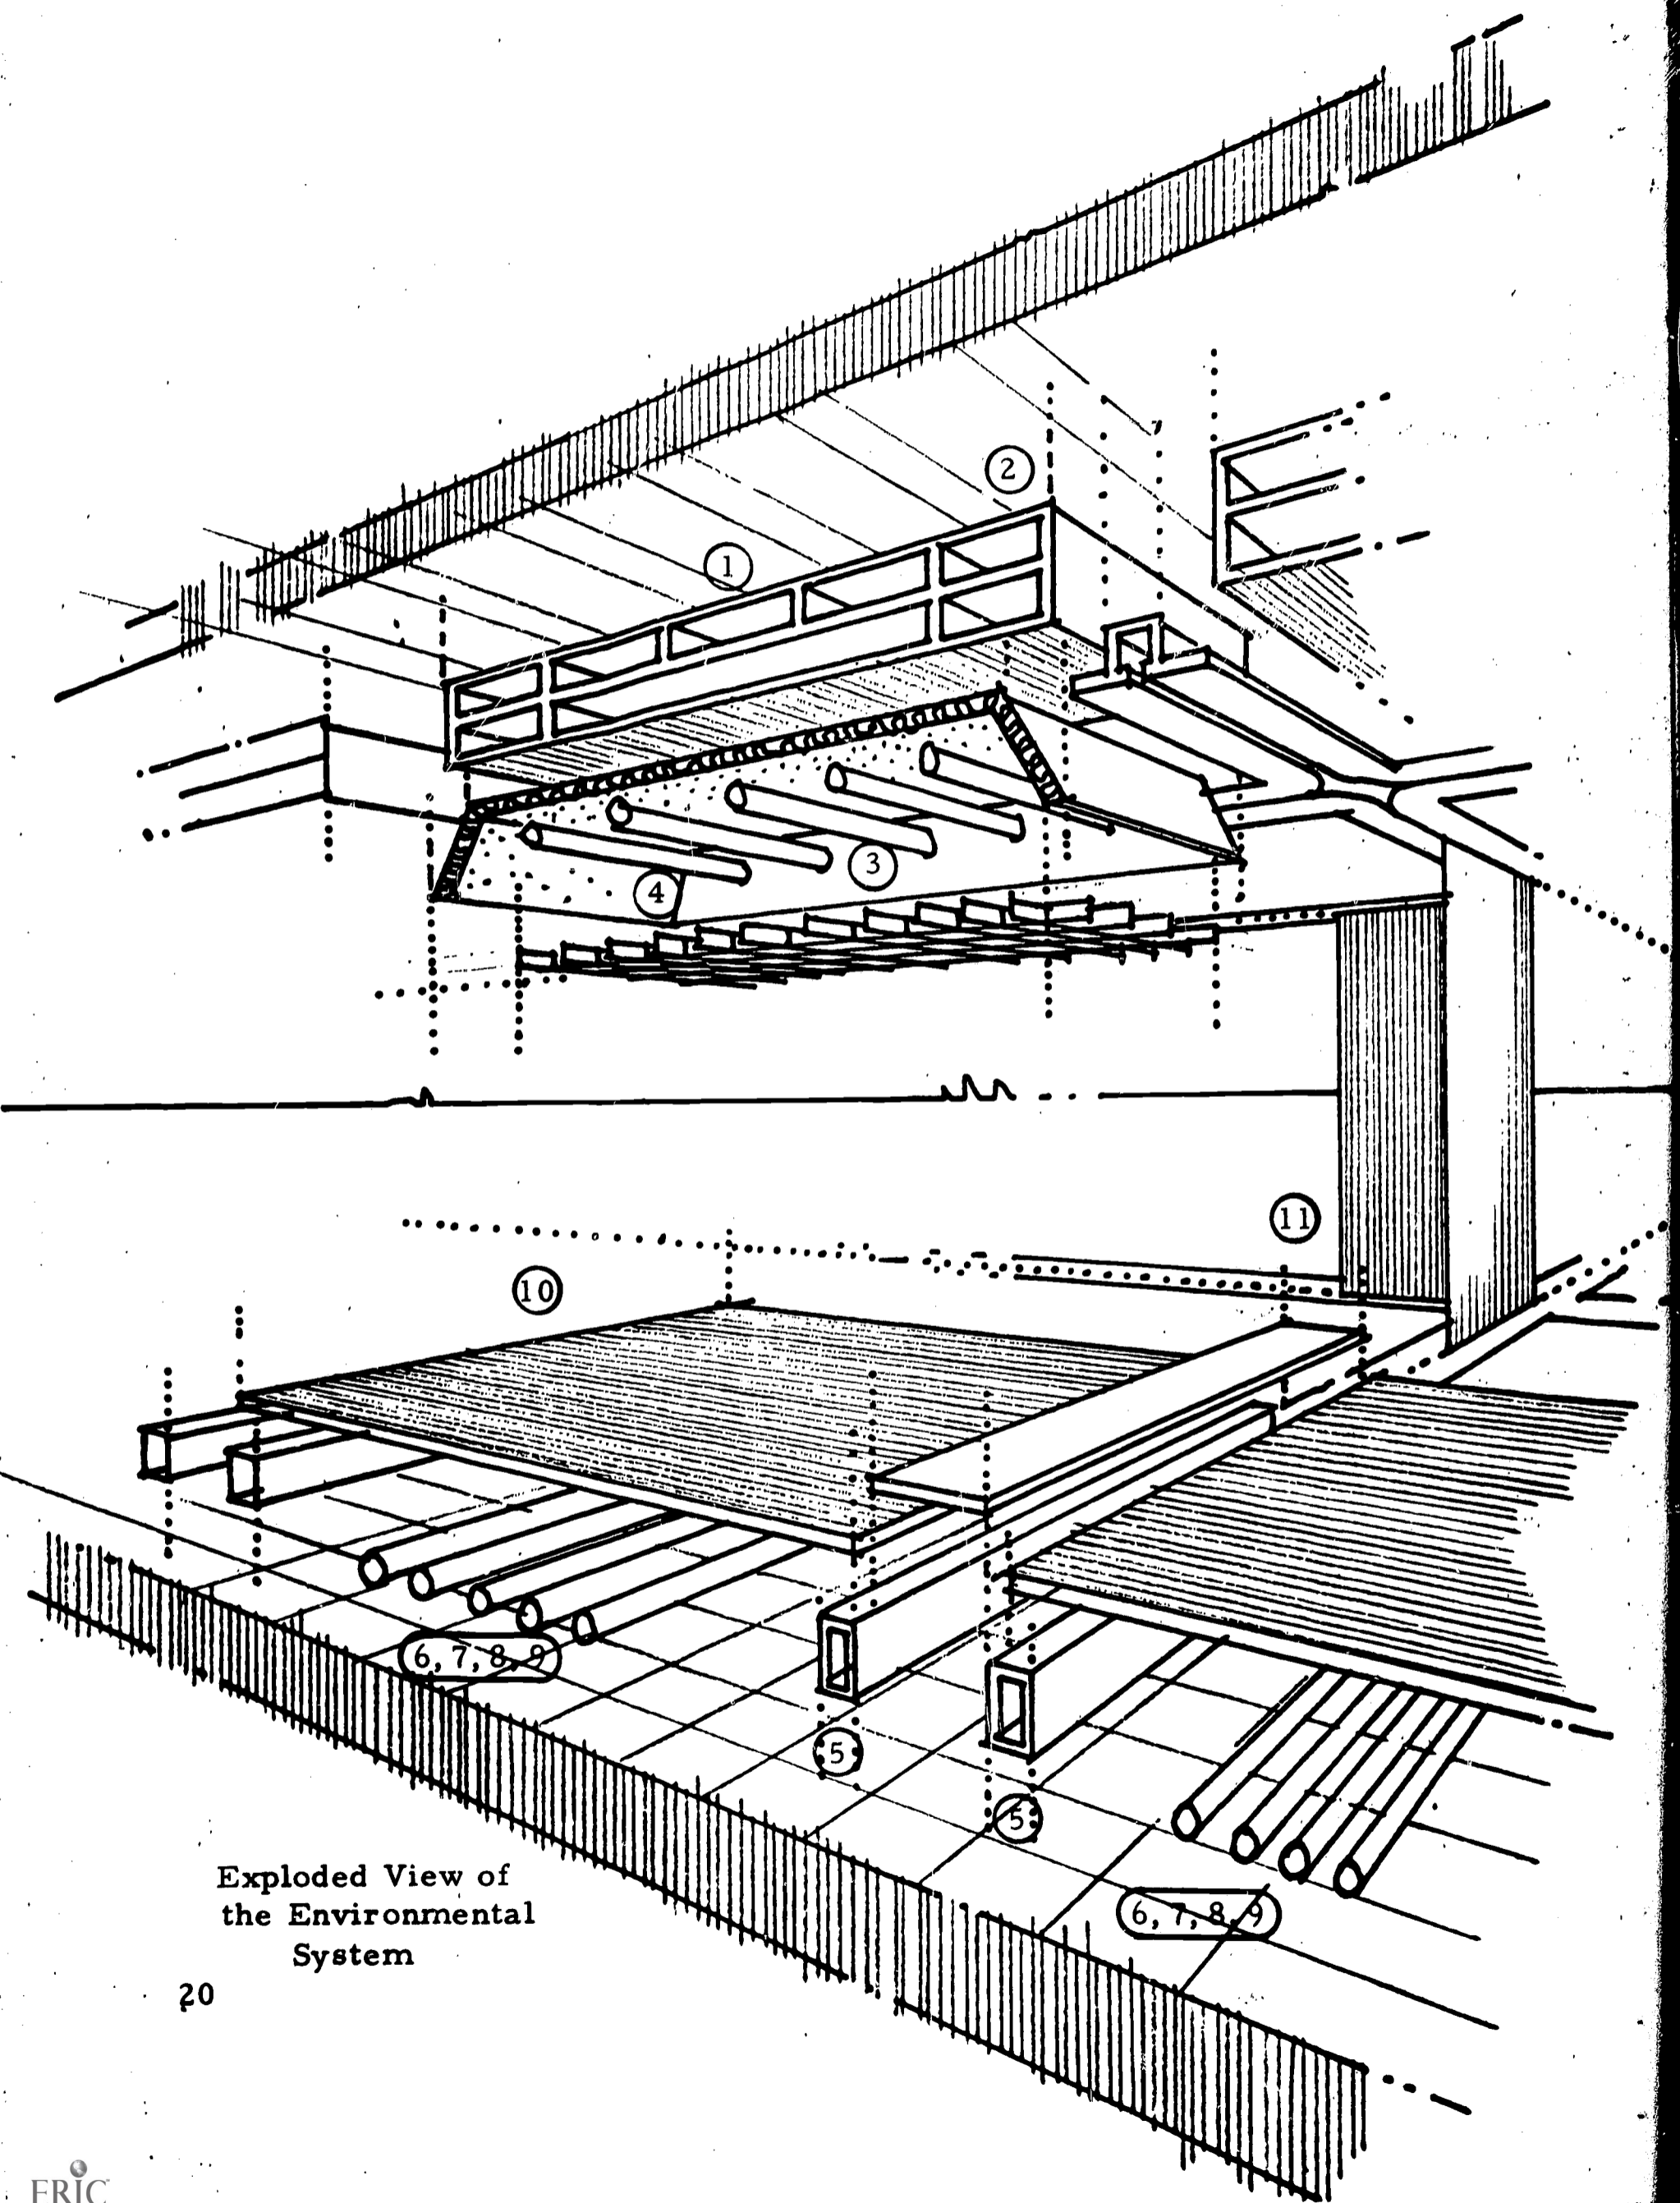 2
1
3
4
11
10
6, 7, 8, 9
5
5
6, 7, 8, 9
Exploded View of
the Environmental
System
20
ERIC